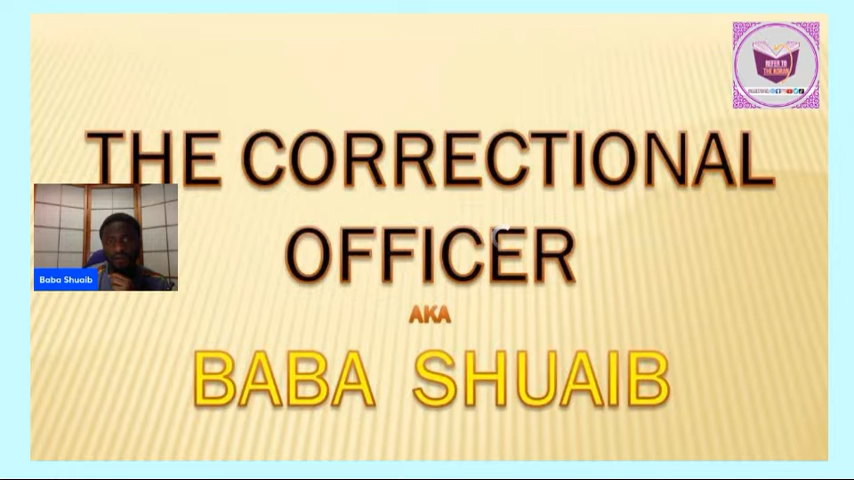 REFER TO
THE KORAN
THE CORRECTIONAL
OFFICER
AKA
BABA SHUAIB
Baba Shuaib